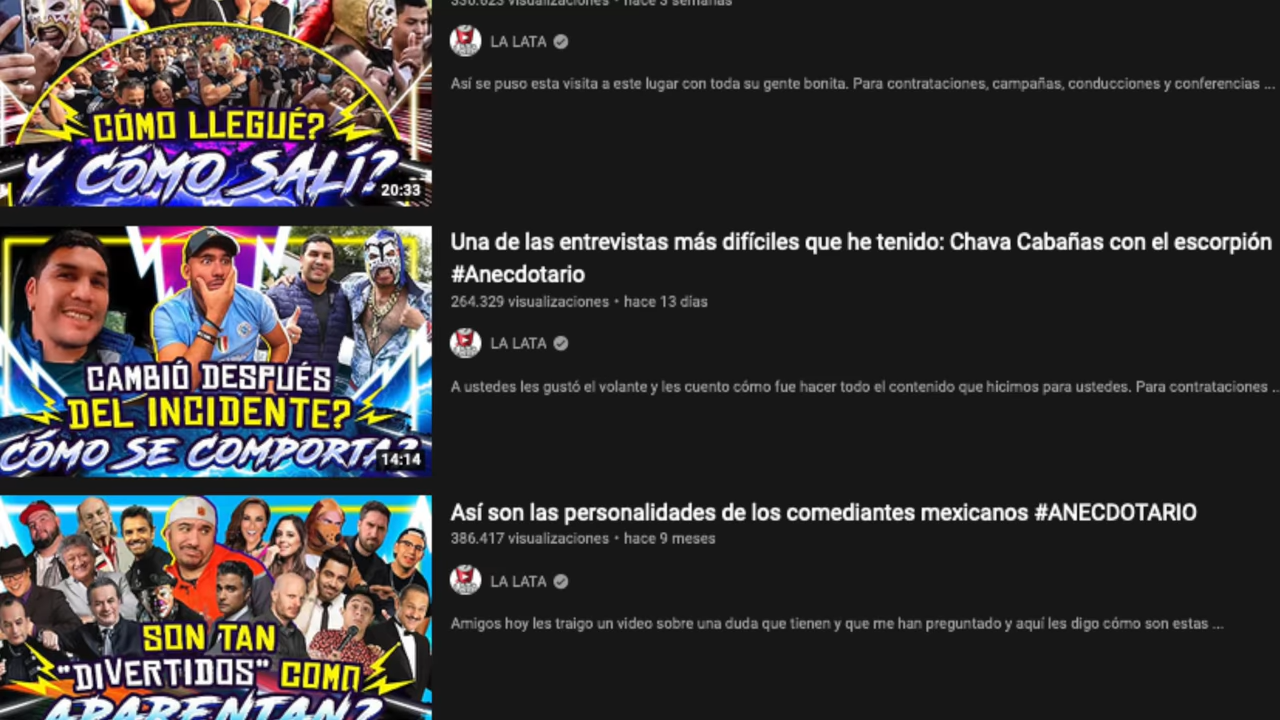 330.623 visualizaciones • hace 3 semanas
LA LATA
Así se puso esta visita a este lugar con toda su gente bonita. Para contrataciones, campañas, conducciones y conferencias ...
CÓMO LLEGUÉ?
Y CÓMO SALÍ?
20:33
Una de las entrevistas más difíciles que he tenido: Chava Cabañas con el escorpión
#Anecdotario
264.329 visualizaciones • hace 13 días
LA LATA
A ustedes les gustó el volante y les cuento cómo fue hacer todo el contenido que hicimos para ustedes. Para contrataciones ..
CAMBIÓ DESPUÉS
DEL INCIDENTE?
CÓMO SE COMPORTA?
14:14
Así son las personalidades de los comediantes mexicanos #ANECDOTARIO
386.417 visualizaciones • hace 9 meses
LA LATA
Amigos hoy les traigo un video sobre una duda que tienen y que me han preguntado y aquí les digo cómo son estas ...
SON TAN
"DIVERTIDOS" COMO
APARENTAN?